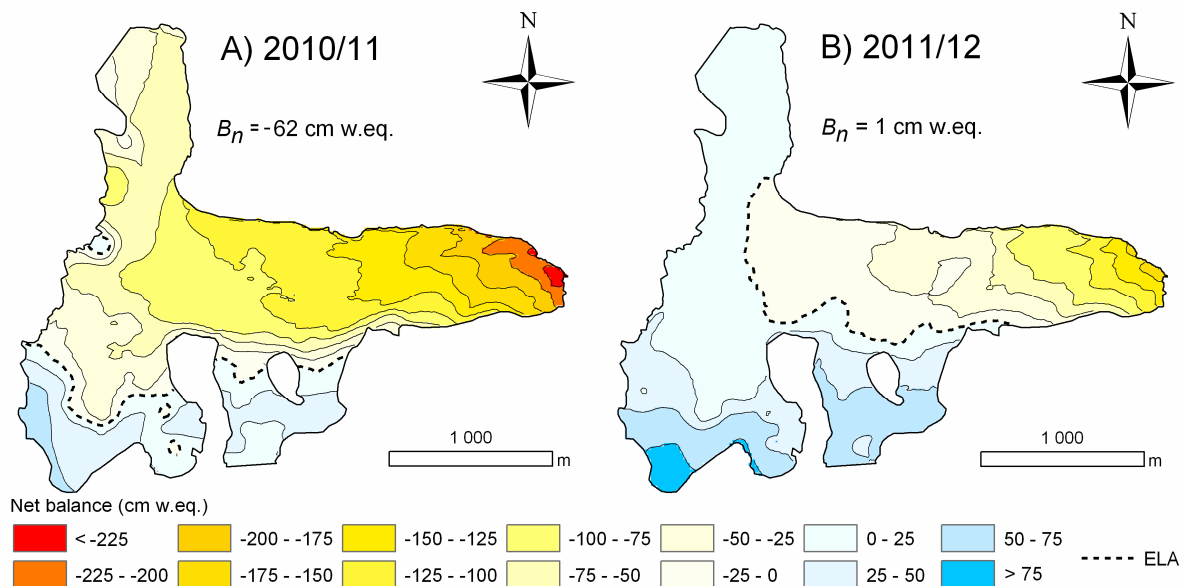 N
A) 2010/11
Bn = -62 cm w.eq.
1 000
m
N
B) 2011/12
Bn = 1 cm w.eq.
1 000
m
Net balance (cm w.eq.)
< -225 -200 - -175 -150 - -125 -100 - -75 -50 - -25 0 - 25 50 - 75
-225 - -200 -175 - -150 -125 - -100 -75 - -50 -25 - 0 25 - 50 > 75
ELA